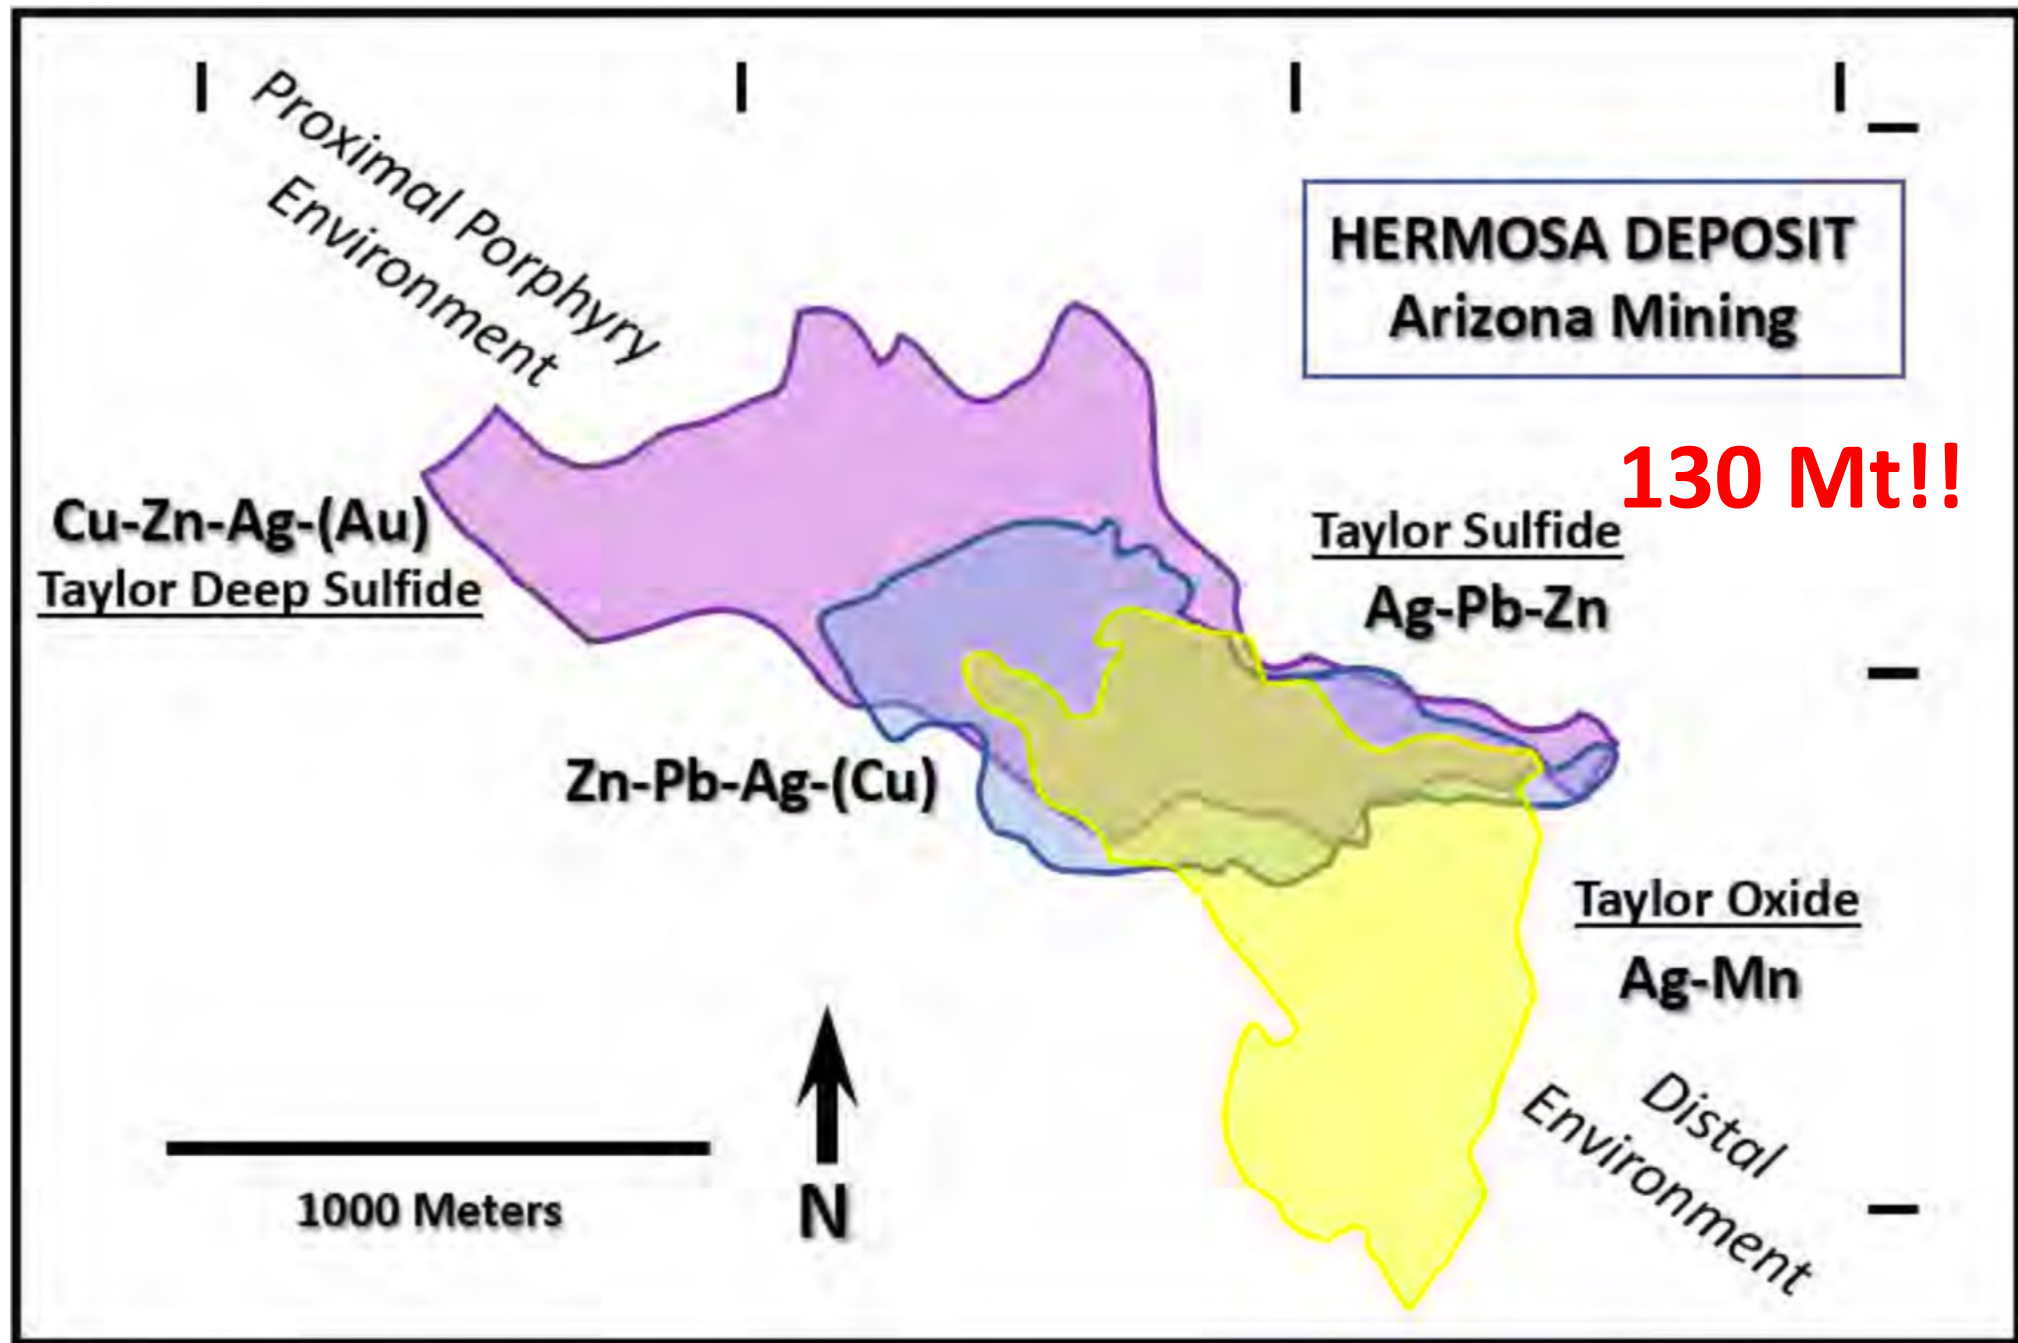 Proximal Porphyry
Environment
HERMOSA DEPOSIT
Arizona Mining
130 Mt!!
Cu-Zn-Ag-(Au)
Taylor Deep Sulfide
Taylor Sulfide
Ag-Pb-Zn
Zn-Pb-Ag-(Cu)
Taylor Oxide
Ag-Mn
Distal
Environment
1000 Meters
N